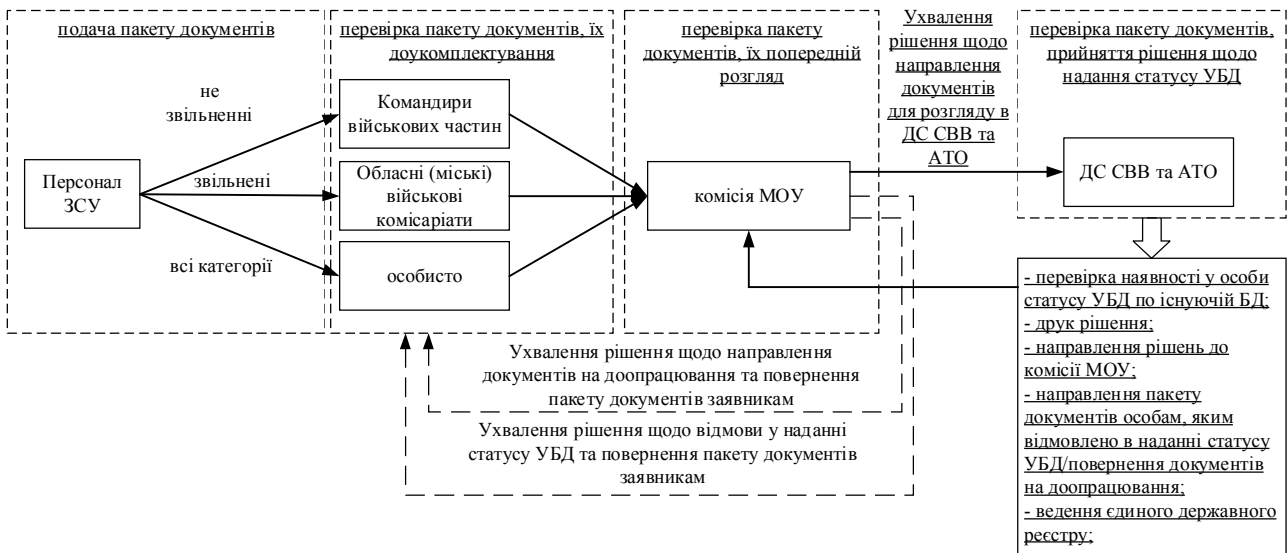 подача пакету документів
перевірка пакету документів, їх
доукомплектування
перевірка пакету
документів, їх попередній
розгляд
Ухвалення
рішення щодо
направлення
документів
для розгляду в
ДС СВВ та
АТО
перевірка пакету документів,
прийняття рішення щодо
надання статусу УБД
не
звільненні
звільнені
всі категорії
Персонал
ЗСУ
Командири
військових частин
Обласні (міські)
військові
комісаріати
особисто
комісія МОУ
ДС СВВ та АТО
- перевірка наявності у особи
статусу УБД по існуючій БД;
- друк рішення;
- направлення рішень до
комісії МОУ;
- направлення пакету
документів особам, яким
відмовлено в наданні статусу
УБД/повернення документів
на доопрацювання;
- ведення єдиного державного
реєстру;
Ухвалення рішення щодо направлення
документів на доопрацювання та повернення
пакету документів заявникам
Ухвалення рішення щодо відмови у наданні
статусу УБД та повернення пакету документів
заявникам